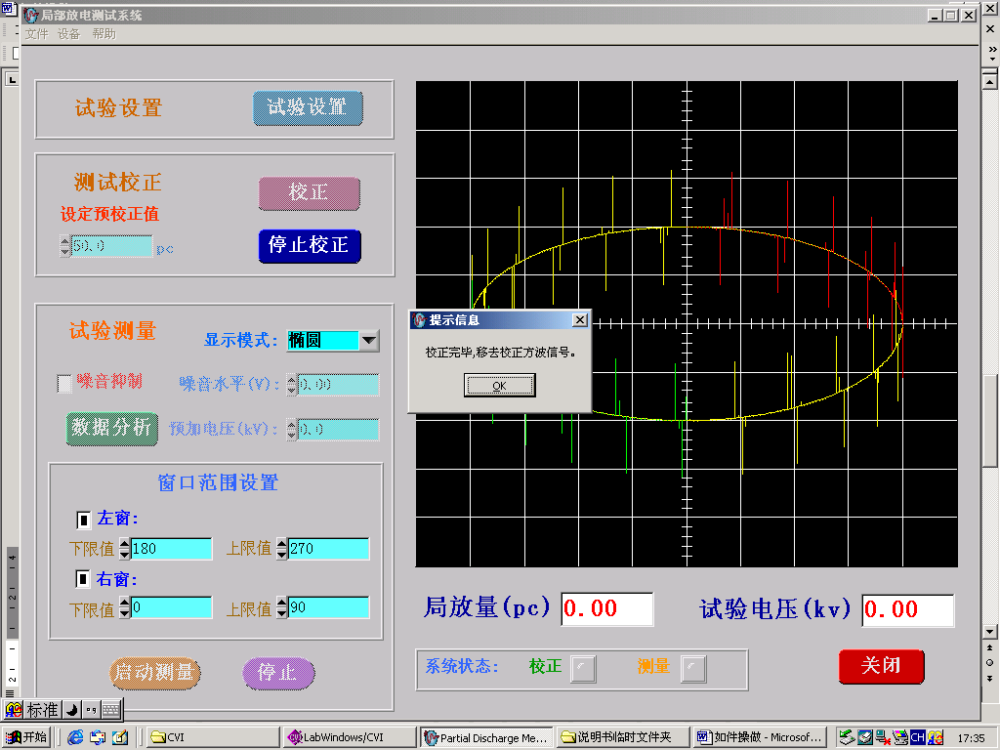 局部放电测试系统
文件 设备 帮助
试验设置 试验设置
测试校正
设定预校正值 校正
50.0 pc 停止校正
试验测量 显示模式: 椭圆
噪音抑制 噪音水平(V): 0.00
数据分析 预加电压(kV): 0.0
窗口范围设置
左窗:
下限值 180 上限值 270
右窗:
下限值 0 上限值 90
启动测量 停止
提示信息
校正完毕,移去校正方波信号。
OK
局放量(pc) 0.00 试验电压(kv) 0.00
系统状态: 校正 测量 关闭
标准
开始 CVI LabWindows/CVI Partial Discharge Me... 说明书临时文件夹 如件操做 - Microsof... CH 17:35